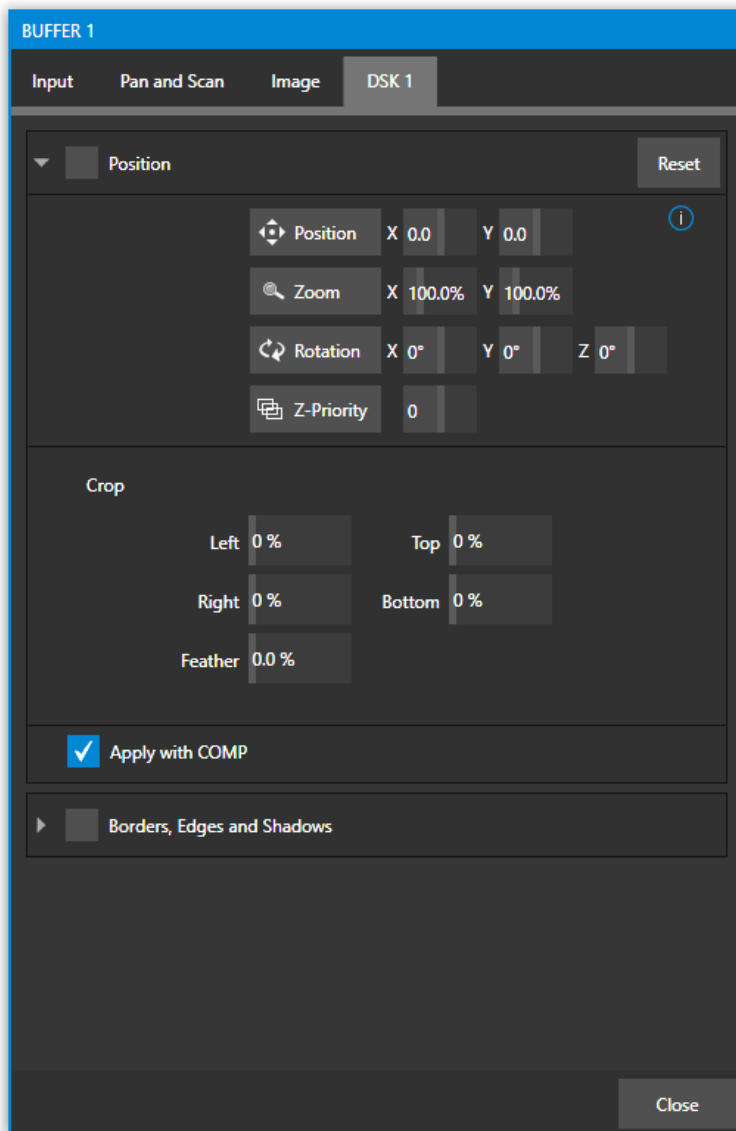 BUFFER 1
Input Pan and Scan Image DSK 1
Position Reset
Position X 0.0 Y 0.0
Zoom X 100.0% Y 100.0%
Rotation X 0° Y 0° Z 0°
Z-Priority 0
Crop
Left 0 % Top 0 %
Right 0 % Bottom 0 %
Feather 0.0 %
Apply with COMP
Borders, Edges and Shadows
Close